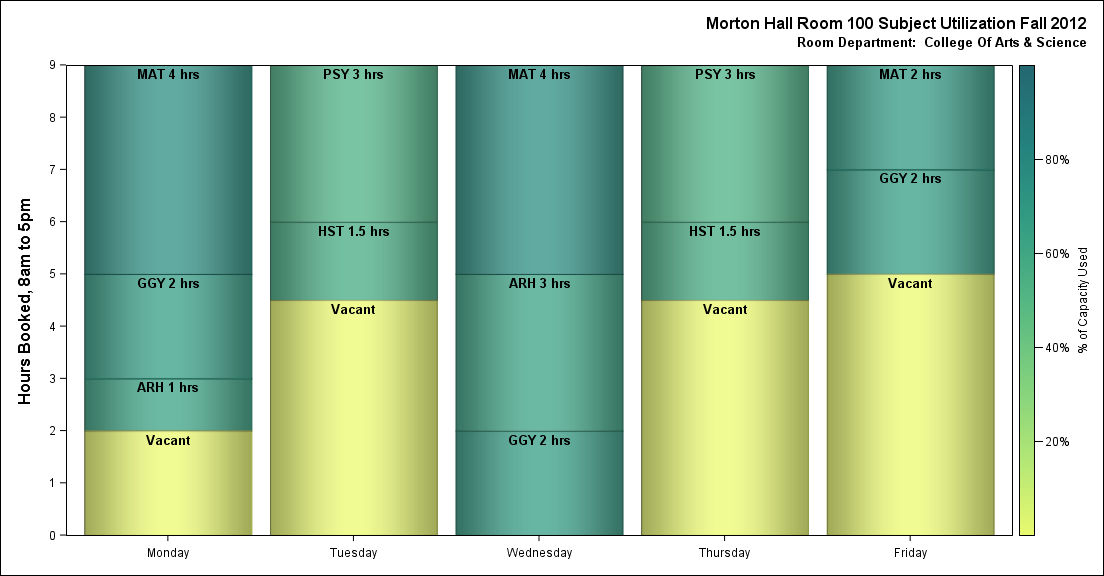 Morton Hall Room 100 Subject Utilization Fall 2012
Room Department:  College Of Arts & Science
Hours Booked, 8am to 5pm
9
8
7
6
5
4
3
2
1
0
MAT 4 hrs
GGY 2 hrs
ARH 1 hrs
Vacant
PSY 3 hrs
HST 1.5 hrs
Vacant
MAT 4 hrs
ARH 3 hrs
GGY 2 hrs
PSY 3 hrs
HST 1.5 hrs
Vacant
MAT 2 hrs
GGY 2 hrs
Vacant
Monday
Tuesday
Wednesday
Thursday
Friday
80%
60%
40%
20%
% of Capacity Used